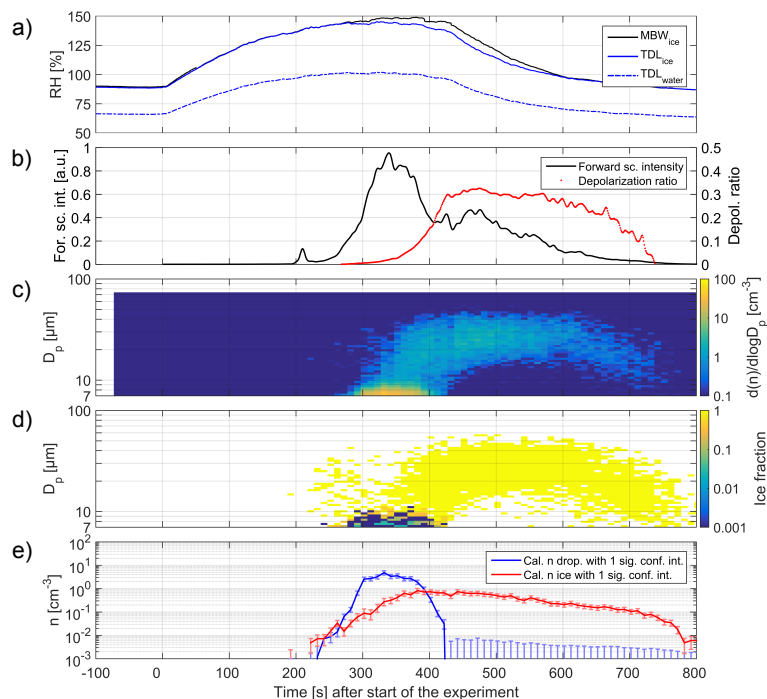 a)
RH [%]
150
125
100
75
50
MBW_ice
TDL_ice
TDL_water
b)
For. sc. int. [a.u.]
1
0.8
0.6
0.4
0.2
0
Forward sc. intensity
Depolarization ratio
0.5
0.4
0.3
0.2
0.1
0
Depol. ratio
c)
D_p [µm]
100
10
7
100
10
1
0.1
d(n)/dlogD_p [cm^-3]
d)
D_p [µm]
100
10
7
1
0.1
0.01
0.001
Ice fraction
e)
n [cm^-3]
10^2
10^1
10^0
10^-1
10^-2
10^-3
Cal. n drop. with 1 sig. conf. int.
Cal. n ice with 1 sig. conf. int.
-100 0 100 200 300 400 500 600 700 800
Time [s] after start of the experiment